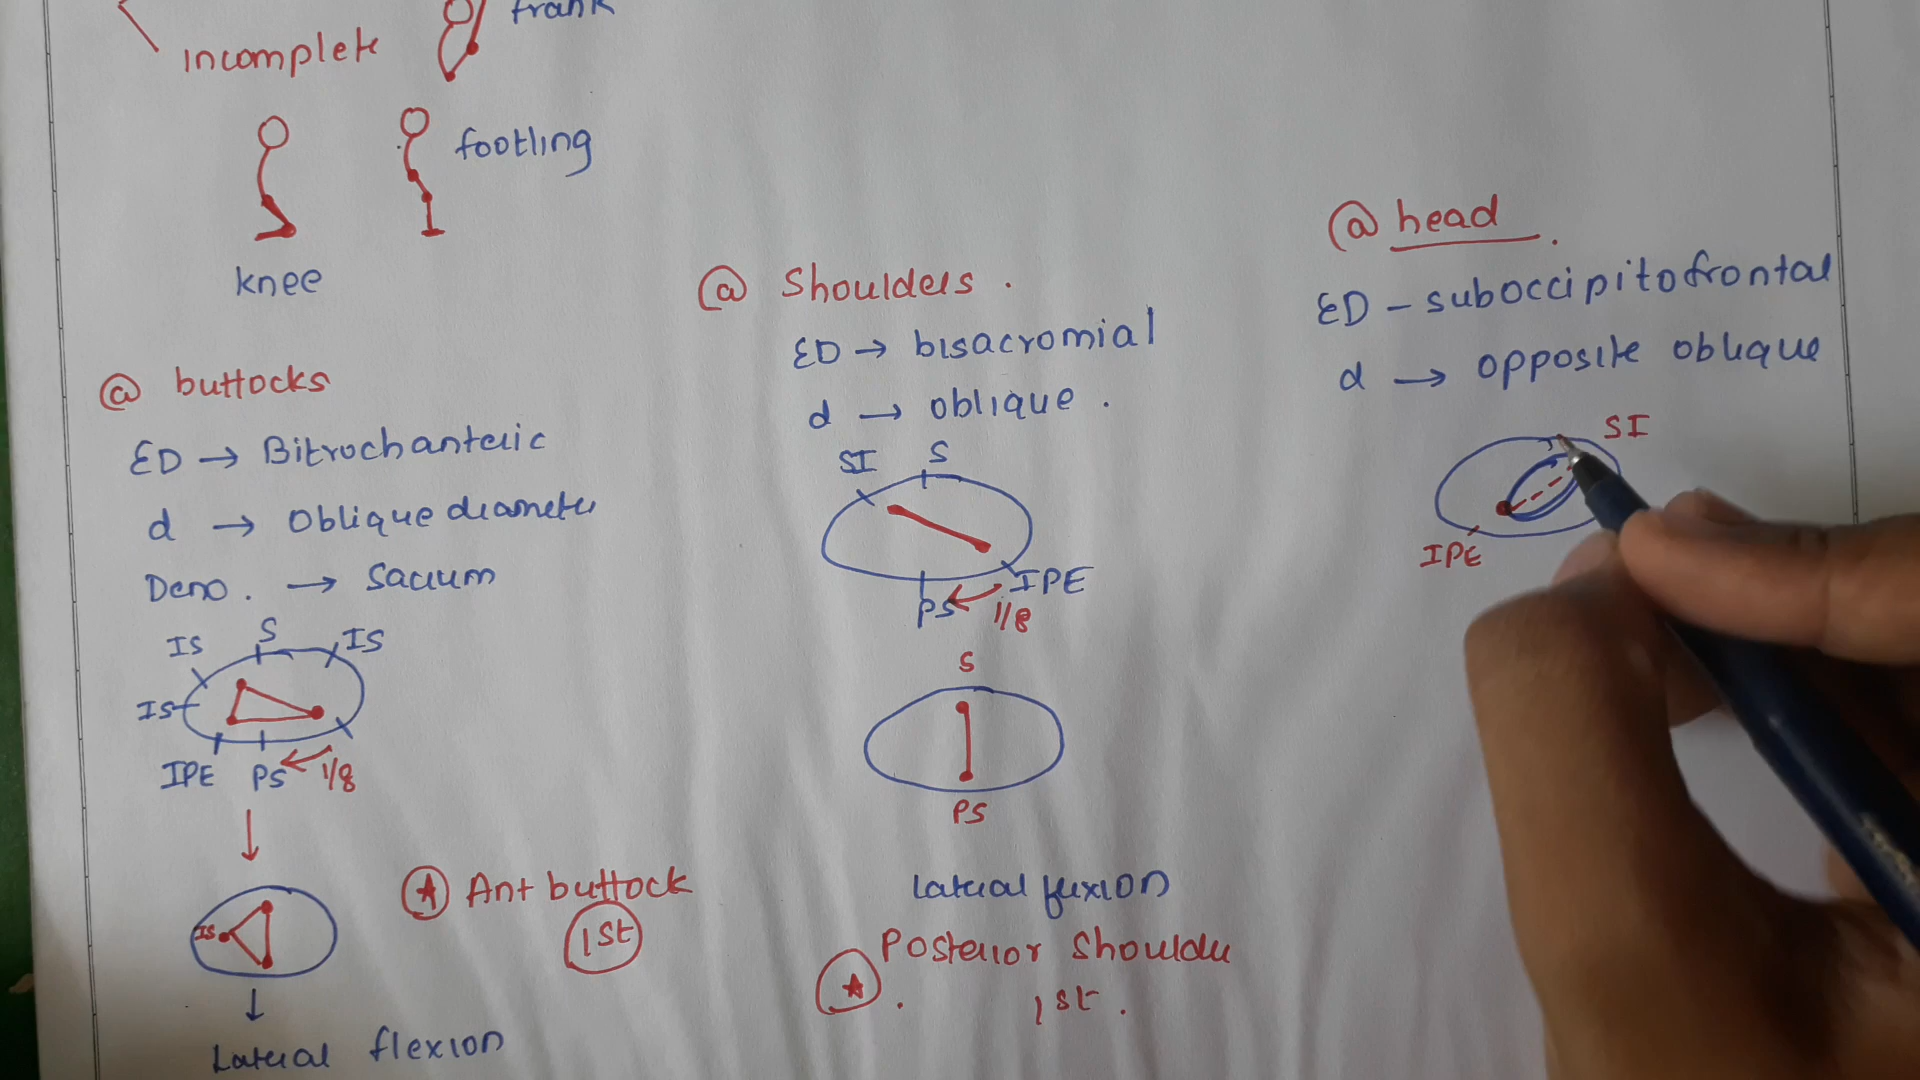 frank
Incomplete
footling
knee
@ buttocks
ED → Bitrochanteric
d → Oblique diameter
Deno. → Sacrum
IS S IS
IS
IPE PS ← 1/8
IS
Lateral flexion
★ Ant buttock
1st
@ Shoulders.
ED → bisacromial
d → oblique.
SI S
IPE
PS ← 1/8
S
PS
Lateral flexion
★ Posterior Shoulder
1st.
@ head.
ED - suboccipitofrontal
d → opposite oblique
SI
IPE